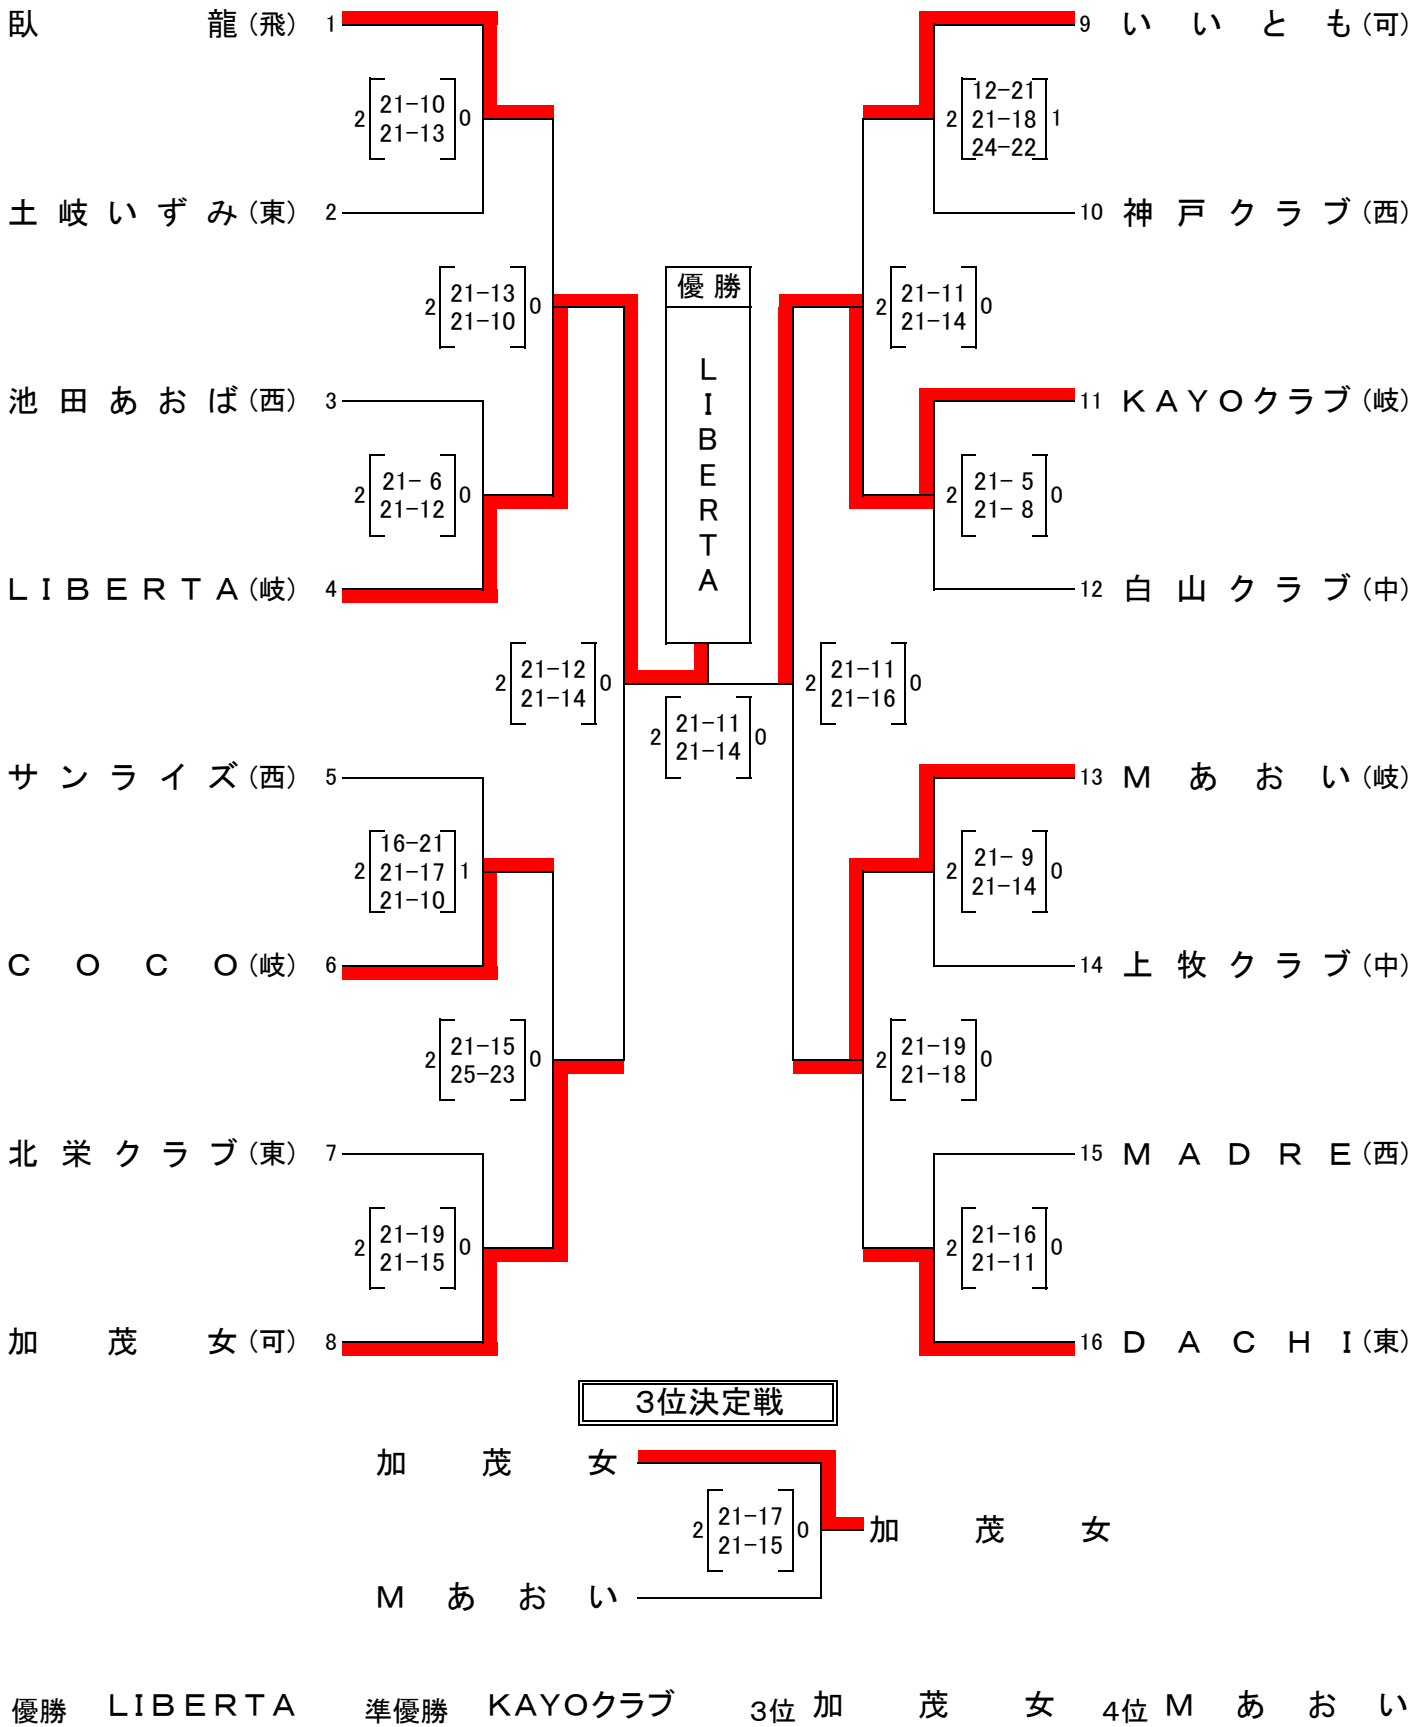 臥龍(飛) 1
2 21-10 0
21-13
土岐いずみ(東) 2
2 21-13 0
21-10
池田あおば(西) 3
2 21- 6 0
21-12
LIBERTA(岐) 4
2 21-12 0
21-14
サンライズ(西) 5
16-21
2 21-17 1
21-10
COCO(岐) 6
2 21-15 0
25-23
北栄クラブ(東) 7
2 21-19 0
21-15
加茂女(可) 8
優勝
LIBERTA
2 21-11 0
21-14
9 いいとも(可)
12-21
2 21-18 1
24-22
10 神戸クラブ(西)
2 21-11 0
21-14
11 KAYOクラブ(岐)
2 21- 5 0
21- 8
12 白山クラブ(中)
2 21-11 0
21-16
13 Mあおい(岐)
2 21- 9 0
21-14
14 上牧クラブ(中)
2 21-19 0
21-18
15 MADRE(西)
2 21-16 0
21-11
16 DACHI(東)
3位決定戦
加茂女
2 21-17 0
21-15
加茂女
Mあおい
優勝 LIBERTA 準優勝 KAYOクラブ 3位 加茂女 4位 Mあおい